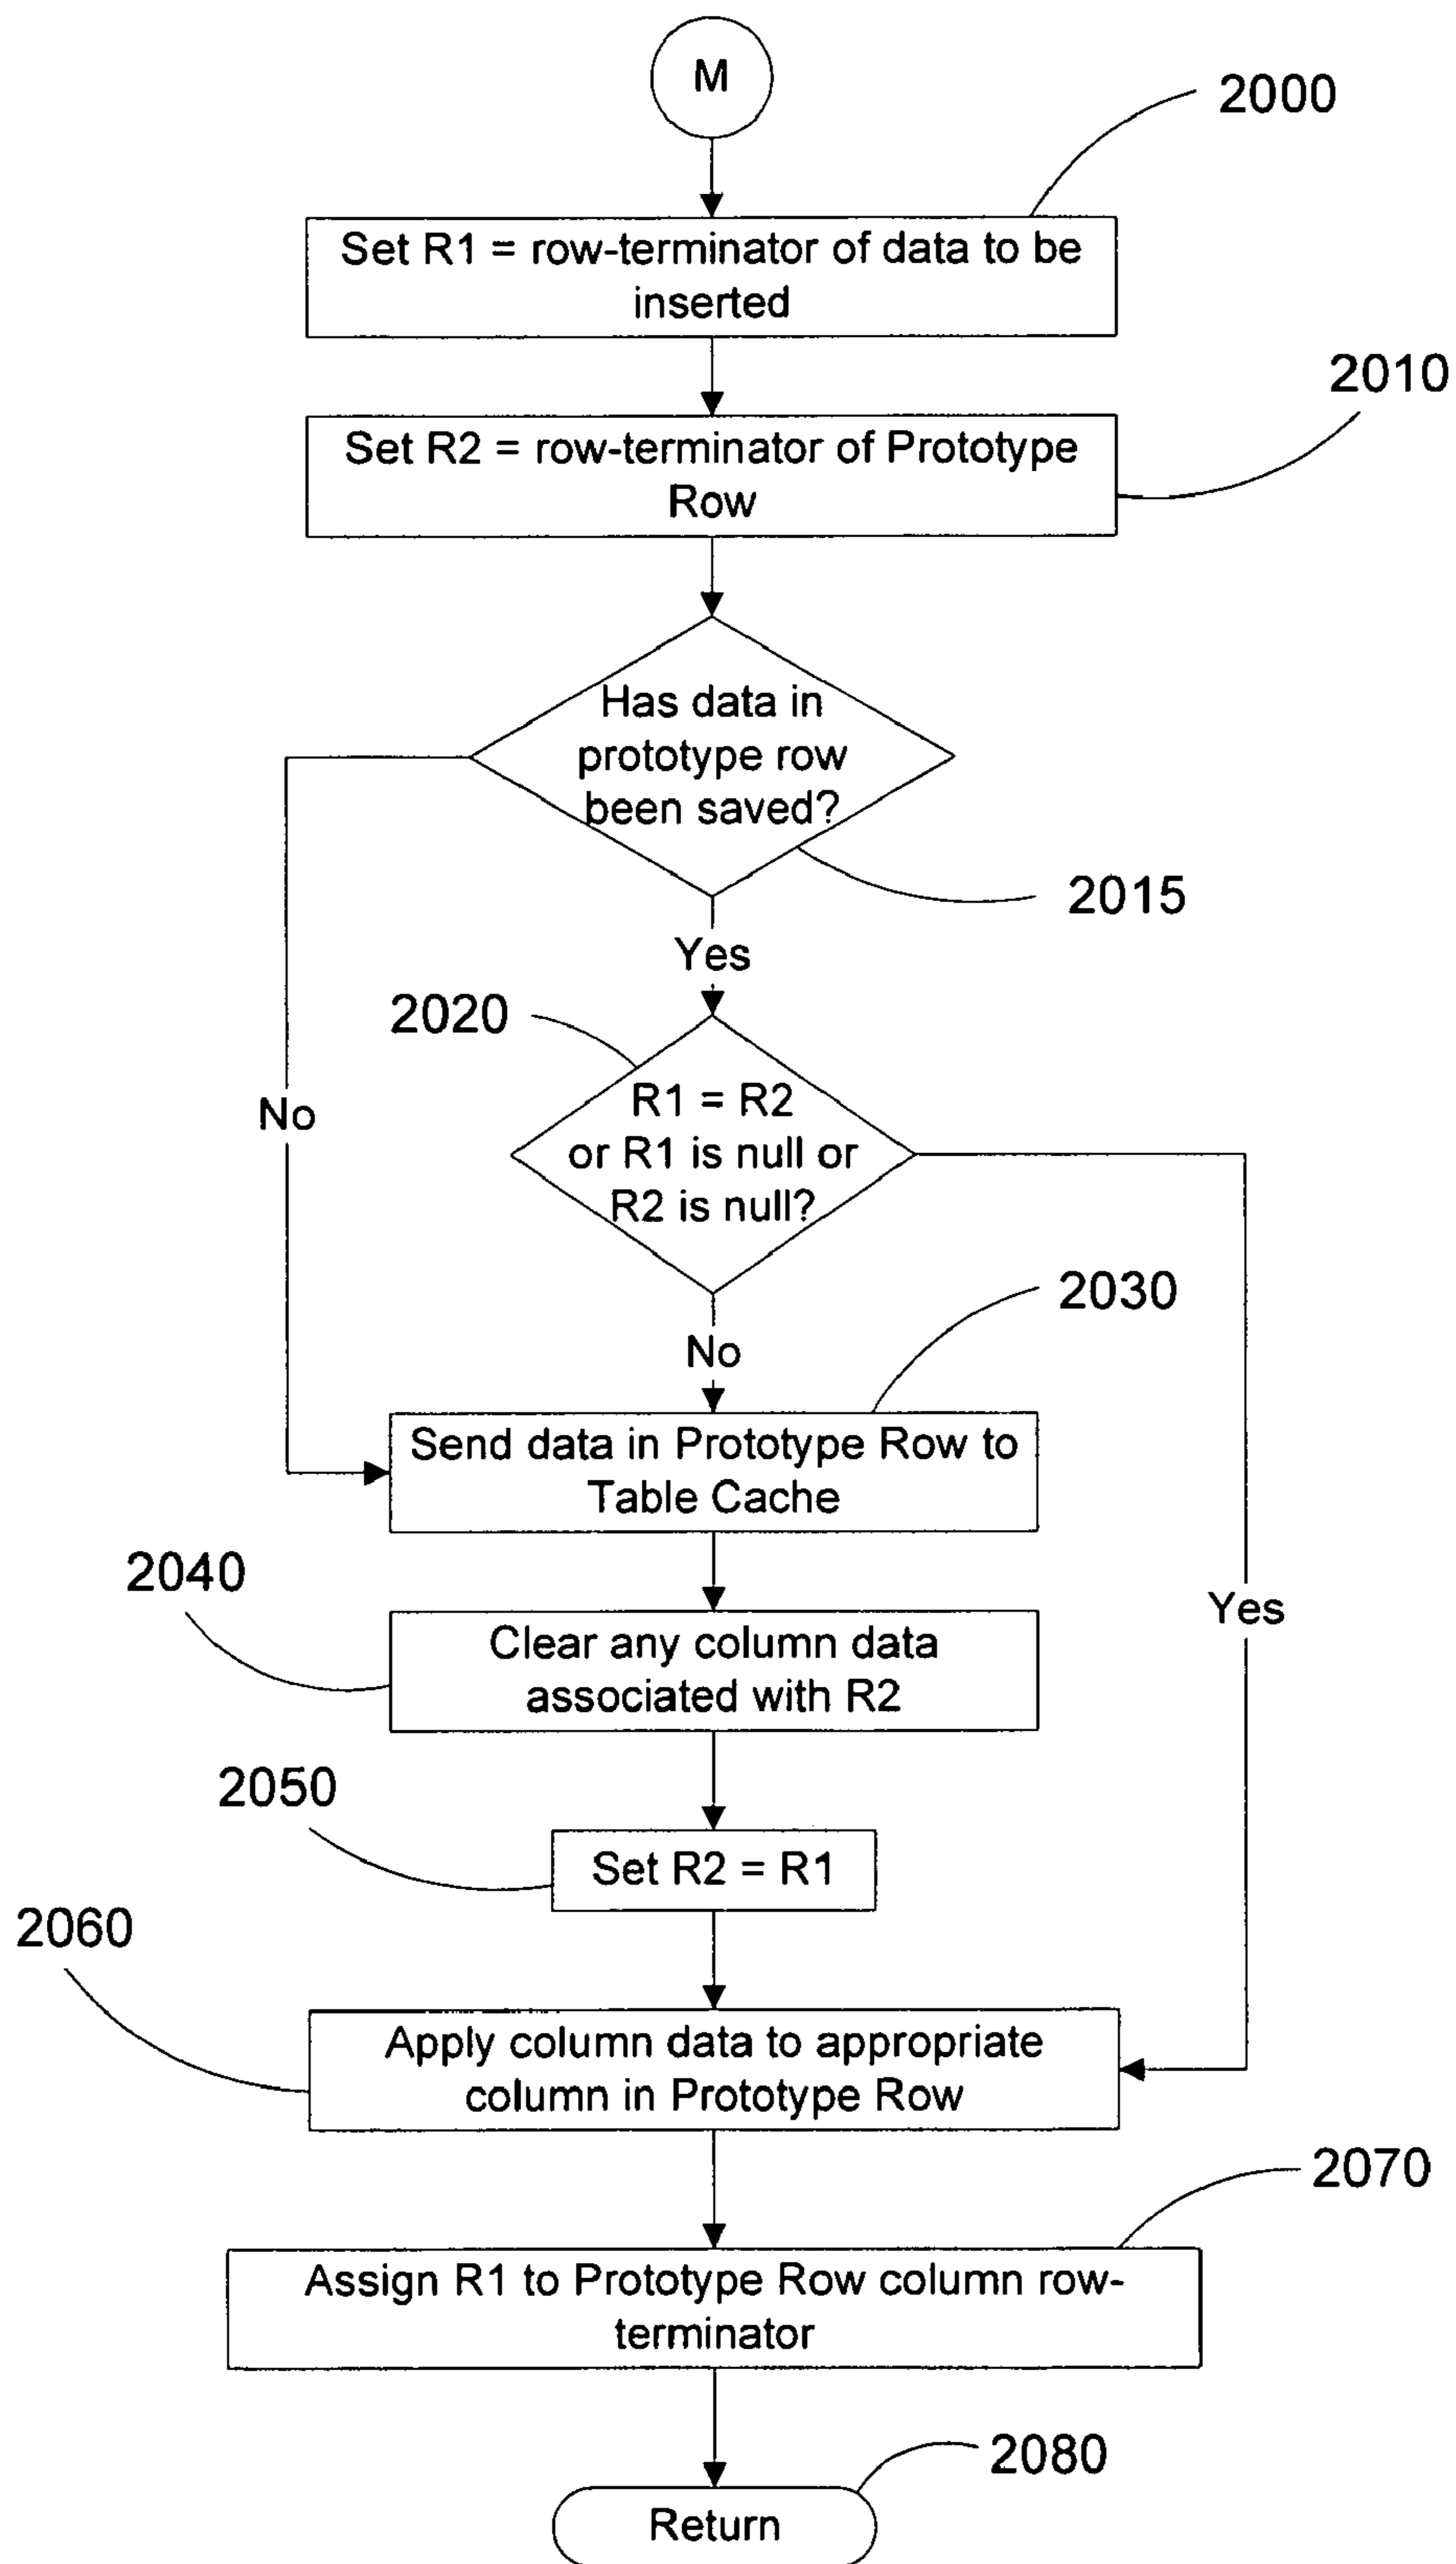 M
2000
Set R1 = row-terminator of data to be
inserted
2010
Set R2 = row-terminator of Prototype
Row
Has data in
prototype row
been saved?
2015
Yes
2020
R1 = R2
or R1 is null or
R2 is null?
No
2030
No
Send data in Prototype Row to
Table Cache
2040
Clear any column data
associated with R2
Yes
2050
Set R2 = R1
2060
Apply column data to appropriate
column in Prototype Row
2070
Assign R1 to Prototype Row column row-
terminator
2080
Return